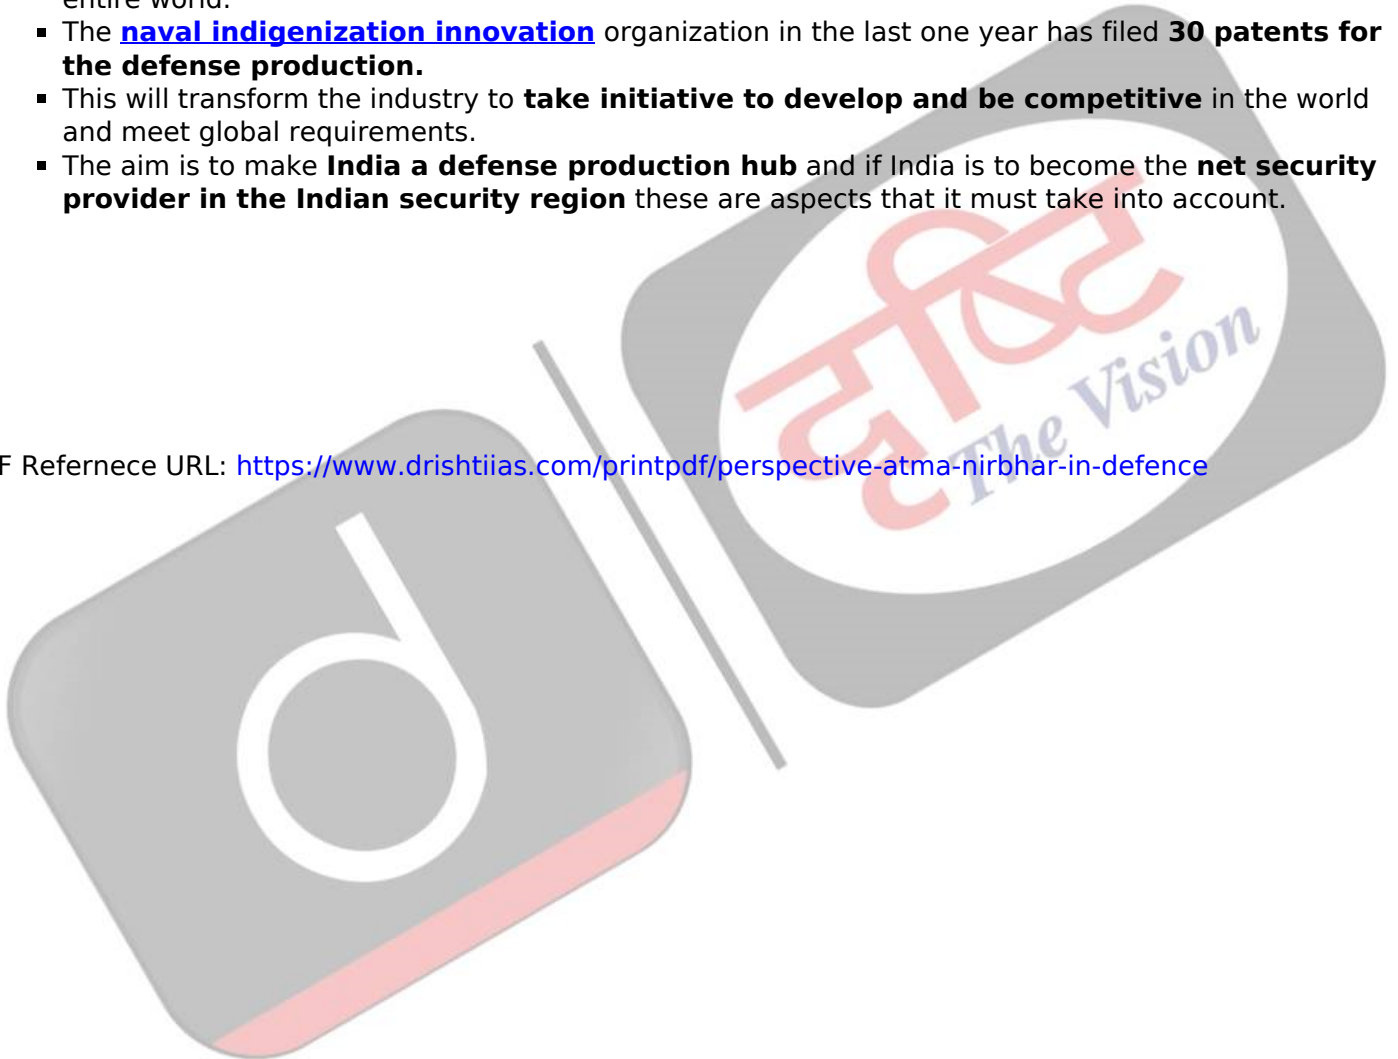 entire world.
▪ The naval indigenization innovation organization in the last one year has filed 30 patents for
the defense production.
▪ This will transform the industry to take initiative to develop and be competitive in the world
and meet global requirements.
▪ The aim is to make India a defense production hub and if India is to become the net security
provider in the Indian security region these are aspects that it must take into account.
दृष्टि
The Vision
F Refernece URL: https://www.drishtiias.com/printpdf/perspective-atma-nirbhar-in-defence
d